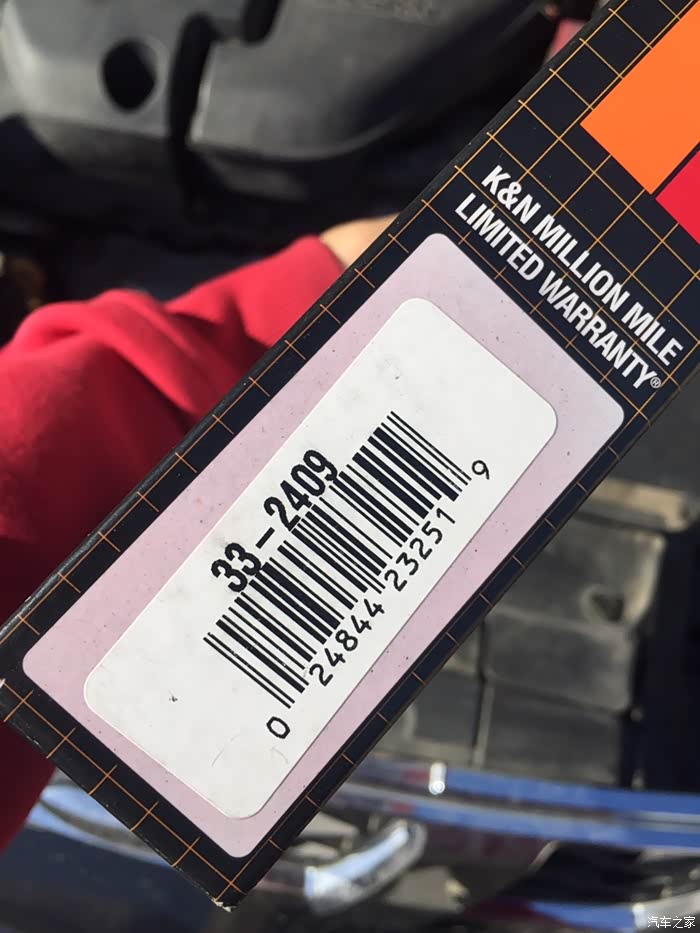 K&N MILLION MILE
LIMITED WARRANTY®
33-2409
0 24844 23251 9
汽车之家